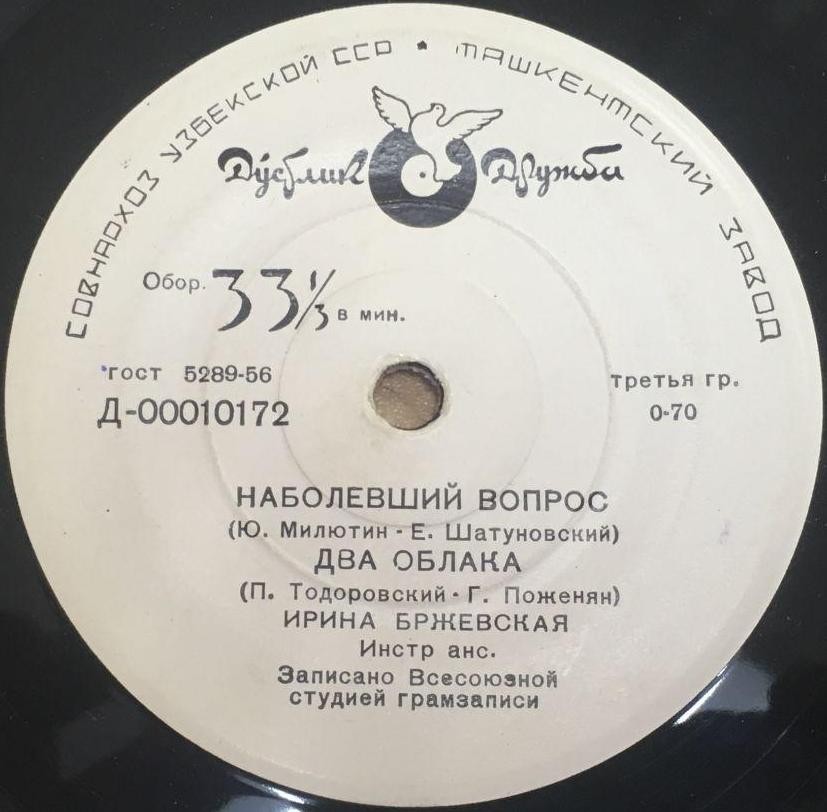 СОВНАРХОЗ УЗБЕКСКОЙ ССР ★ ТАШКЕНТСКИЙ ЗАВОД
Дӯстлик Дружба
Обор. 33⅓ в мин.
гост 5289-56
Д-00010172
третья гр.
0-70
НАБОЛЕВШИЙ ВОПРОС
(Ю. Милютин - Е. Шатуновский)
ДВА ОБЛАКА
(П. Тодоровский · Г. Поженян)
ИРИНА БРЖЕВСКАЯ
Инстр анс.
Записано Всесоюзной
студией грамзаписи